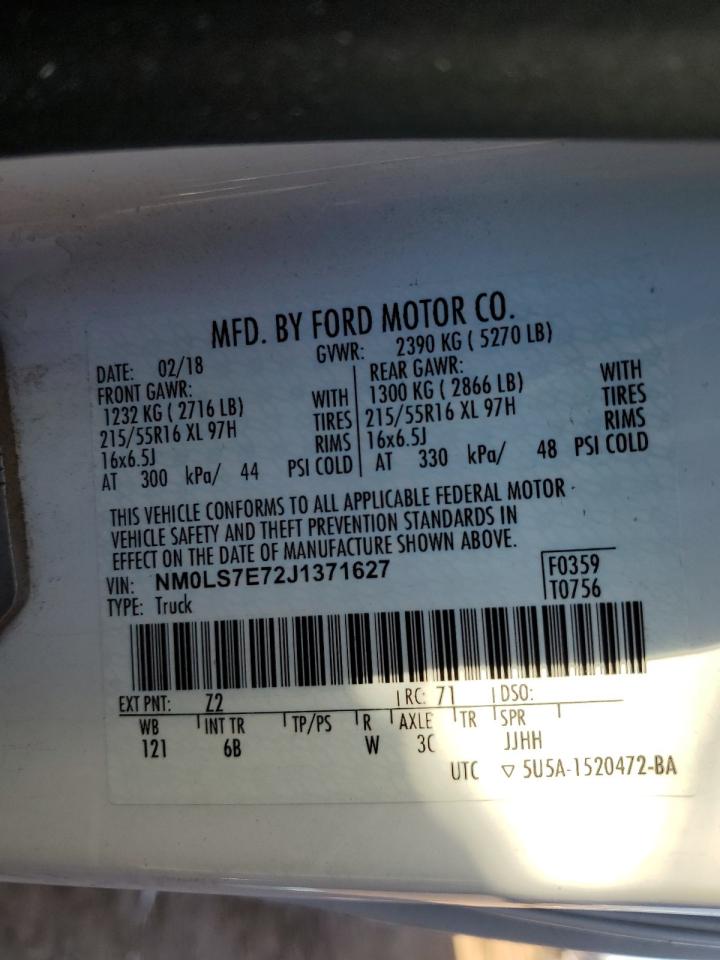 MFD. BY FORD MOTOR CO.
DATE: 02/18 GVWR: 2390 KG ( 5270 LB)
FRONT GAWR: REAR GAWR:
1232 KG ( 2716 LB) WITH 1300 KG ( 2866 LB) WITH
215/55R16 XL 97H TIRES 215/55R16 XL 97H TIRES
16x6.5J RIMS 16x6.5J RIMS
AT 300 kPa/ 44 PSI COLD AT 330 kPa/ 48 PSI COLD
THIS VEHICLE CONFORMS TO ALL APPLICABLE FEDERAL MOTOR
VEHICLE SAFETY AND THEFT PREVENTION STANDARDS IN
EFFECT ON THE DATE OF MANUFACTURE SHOWN ABOVE.
VIN: NM0LS7E72J1371627 F0359
TYPE: Truck T0756
EXT PNT: Z2 RC: 71 DSO:
WB INT TR TP/PS R AXLE TR SPR
121 6B W 3C JJHH
UTC ▽ 5U5A-1520472-BA